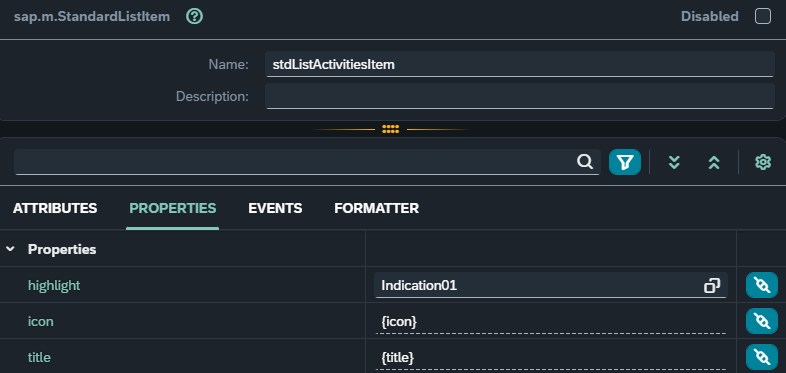 sap.m.StandardListItem ? Disabled
Name: stdListActivitiesItem
Description:
ATTRIBUTES PROPERTIES EVENTS FORMATTER
Properties
highlight Indication01
icon {icon}
title {title}